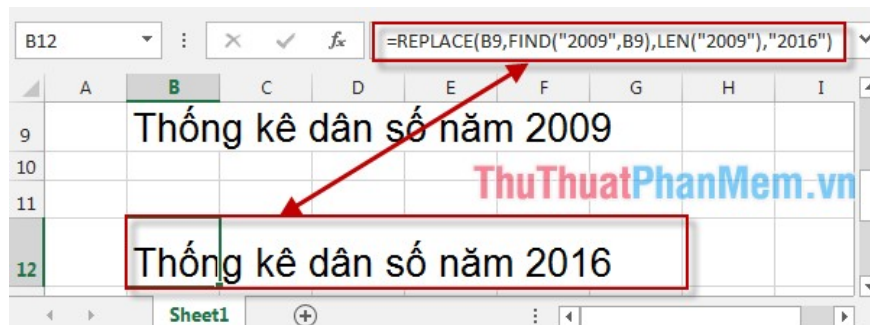 B12 fx =REPLACE(B9,FIND("2009",B9),LEN("2009"),"2016")
A B C D E F G H I
9 Thống kê dân số năm 2009
10
ThuThuatPhanMem.vn
11
12 Thống kê dân số năm 2016
Sheet1